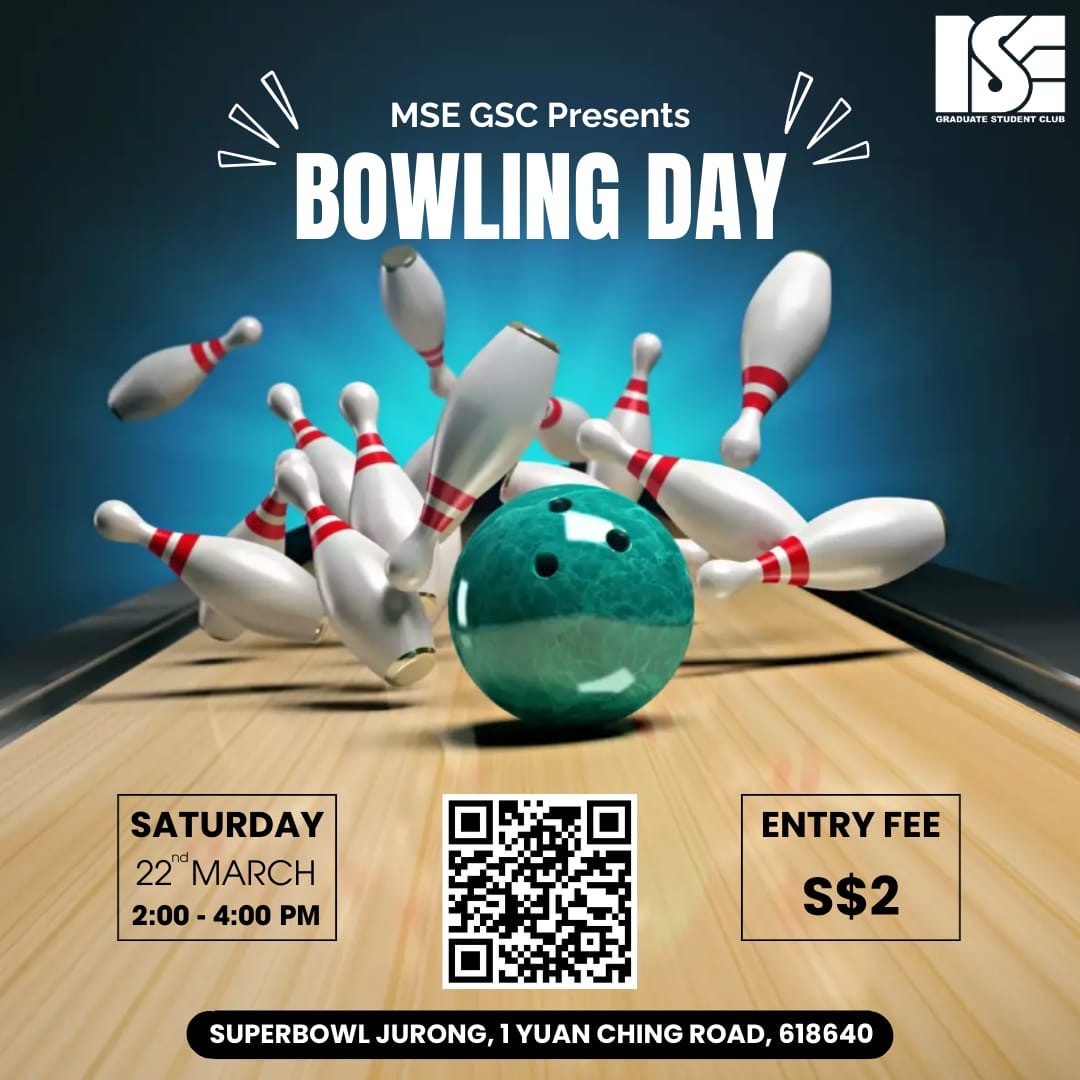 MSE
GRADUATE STUDENT CLUB
MSE GSC Presents
BOWLING DAY
SATURDAY
22nd MARCH
2:00 - 4:00 PM
ENTRY FEE
S$2
SUPERBOWL JURONG, 1 YUAN CHING ROAD, 618640